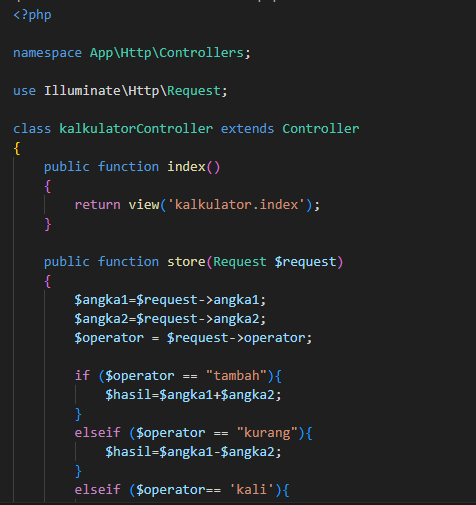 <?php
namespace App\Http\Controllers;
use Illuminate\Http\Request;
class kalkulatorController extends Controller
{
    public function index()
    {
        return view('kalkulator.index');
    }
    public function store(Request $request)
    {
        $angka1=$request->angka1;
        $angka2=$request->angka2;
        $operator = $request->operator;
        if ($operator == "tambah"){
            $hasil=$angka1+$angka2;
        }
        elseif ($operator == "kurang"){
            $hasil=$angka1-$angka2;
        }
        elseif ($operator== 'kali'){